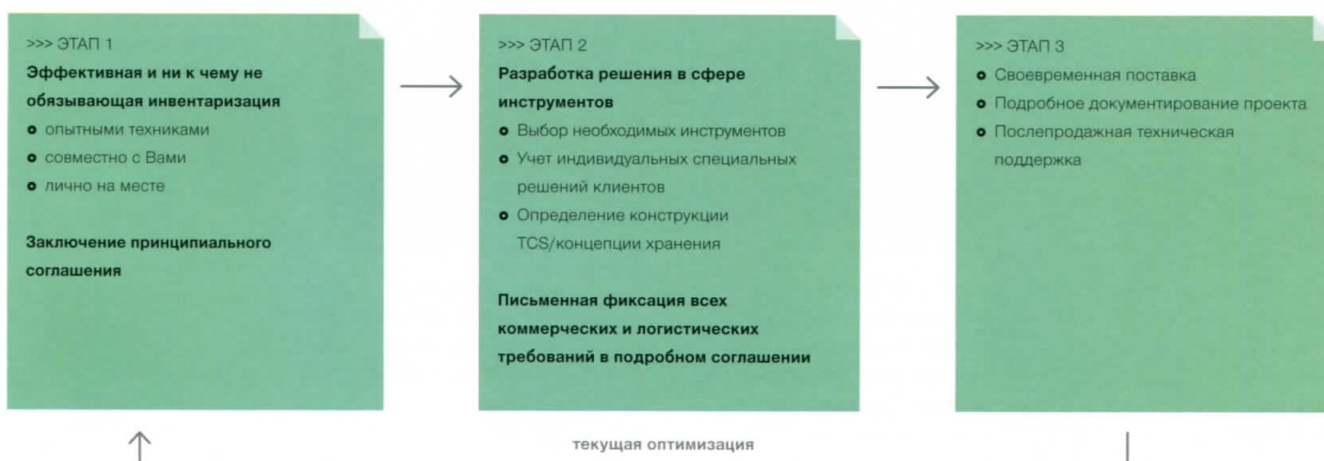 >>> ЭТАП 1
Эффективная и ни к чему не
обязывающая инвентаризация
опытными техниками
совместно с Вами
лично на месте
Заключение принципиального
соглашения
>>> ЭТАП 2
Разработка решения в сфере
инструментов
Выбор необходимых инструментов
Учет индивидуальных специальных
решений клиентов
Определение конструкции
TCS/концепции хранения
Письменная фиксация всех
коммерческих и логистических
требований в подробном соглашении
>>> ЭТАП 3
Своевременная поставка
Подробное документирование проекта
Послепродажная техническая
поддержка
текущая оптимизация